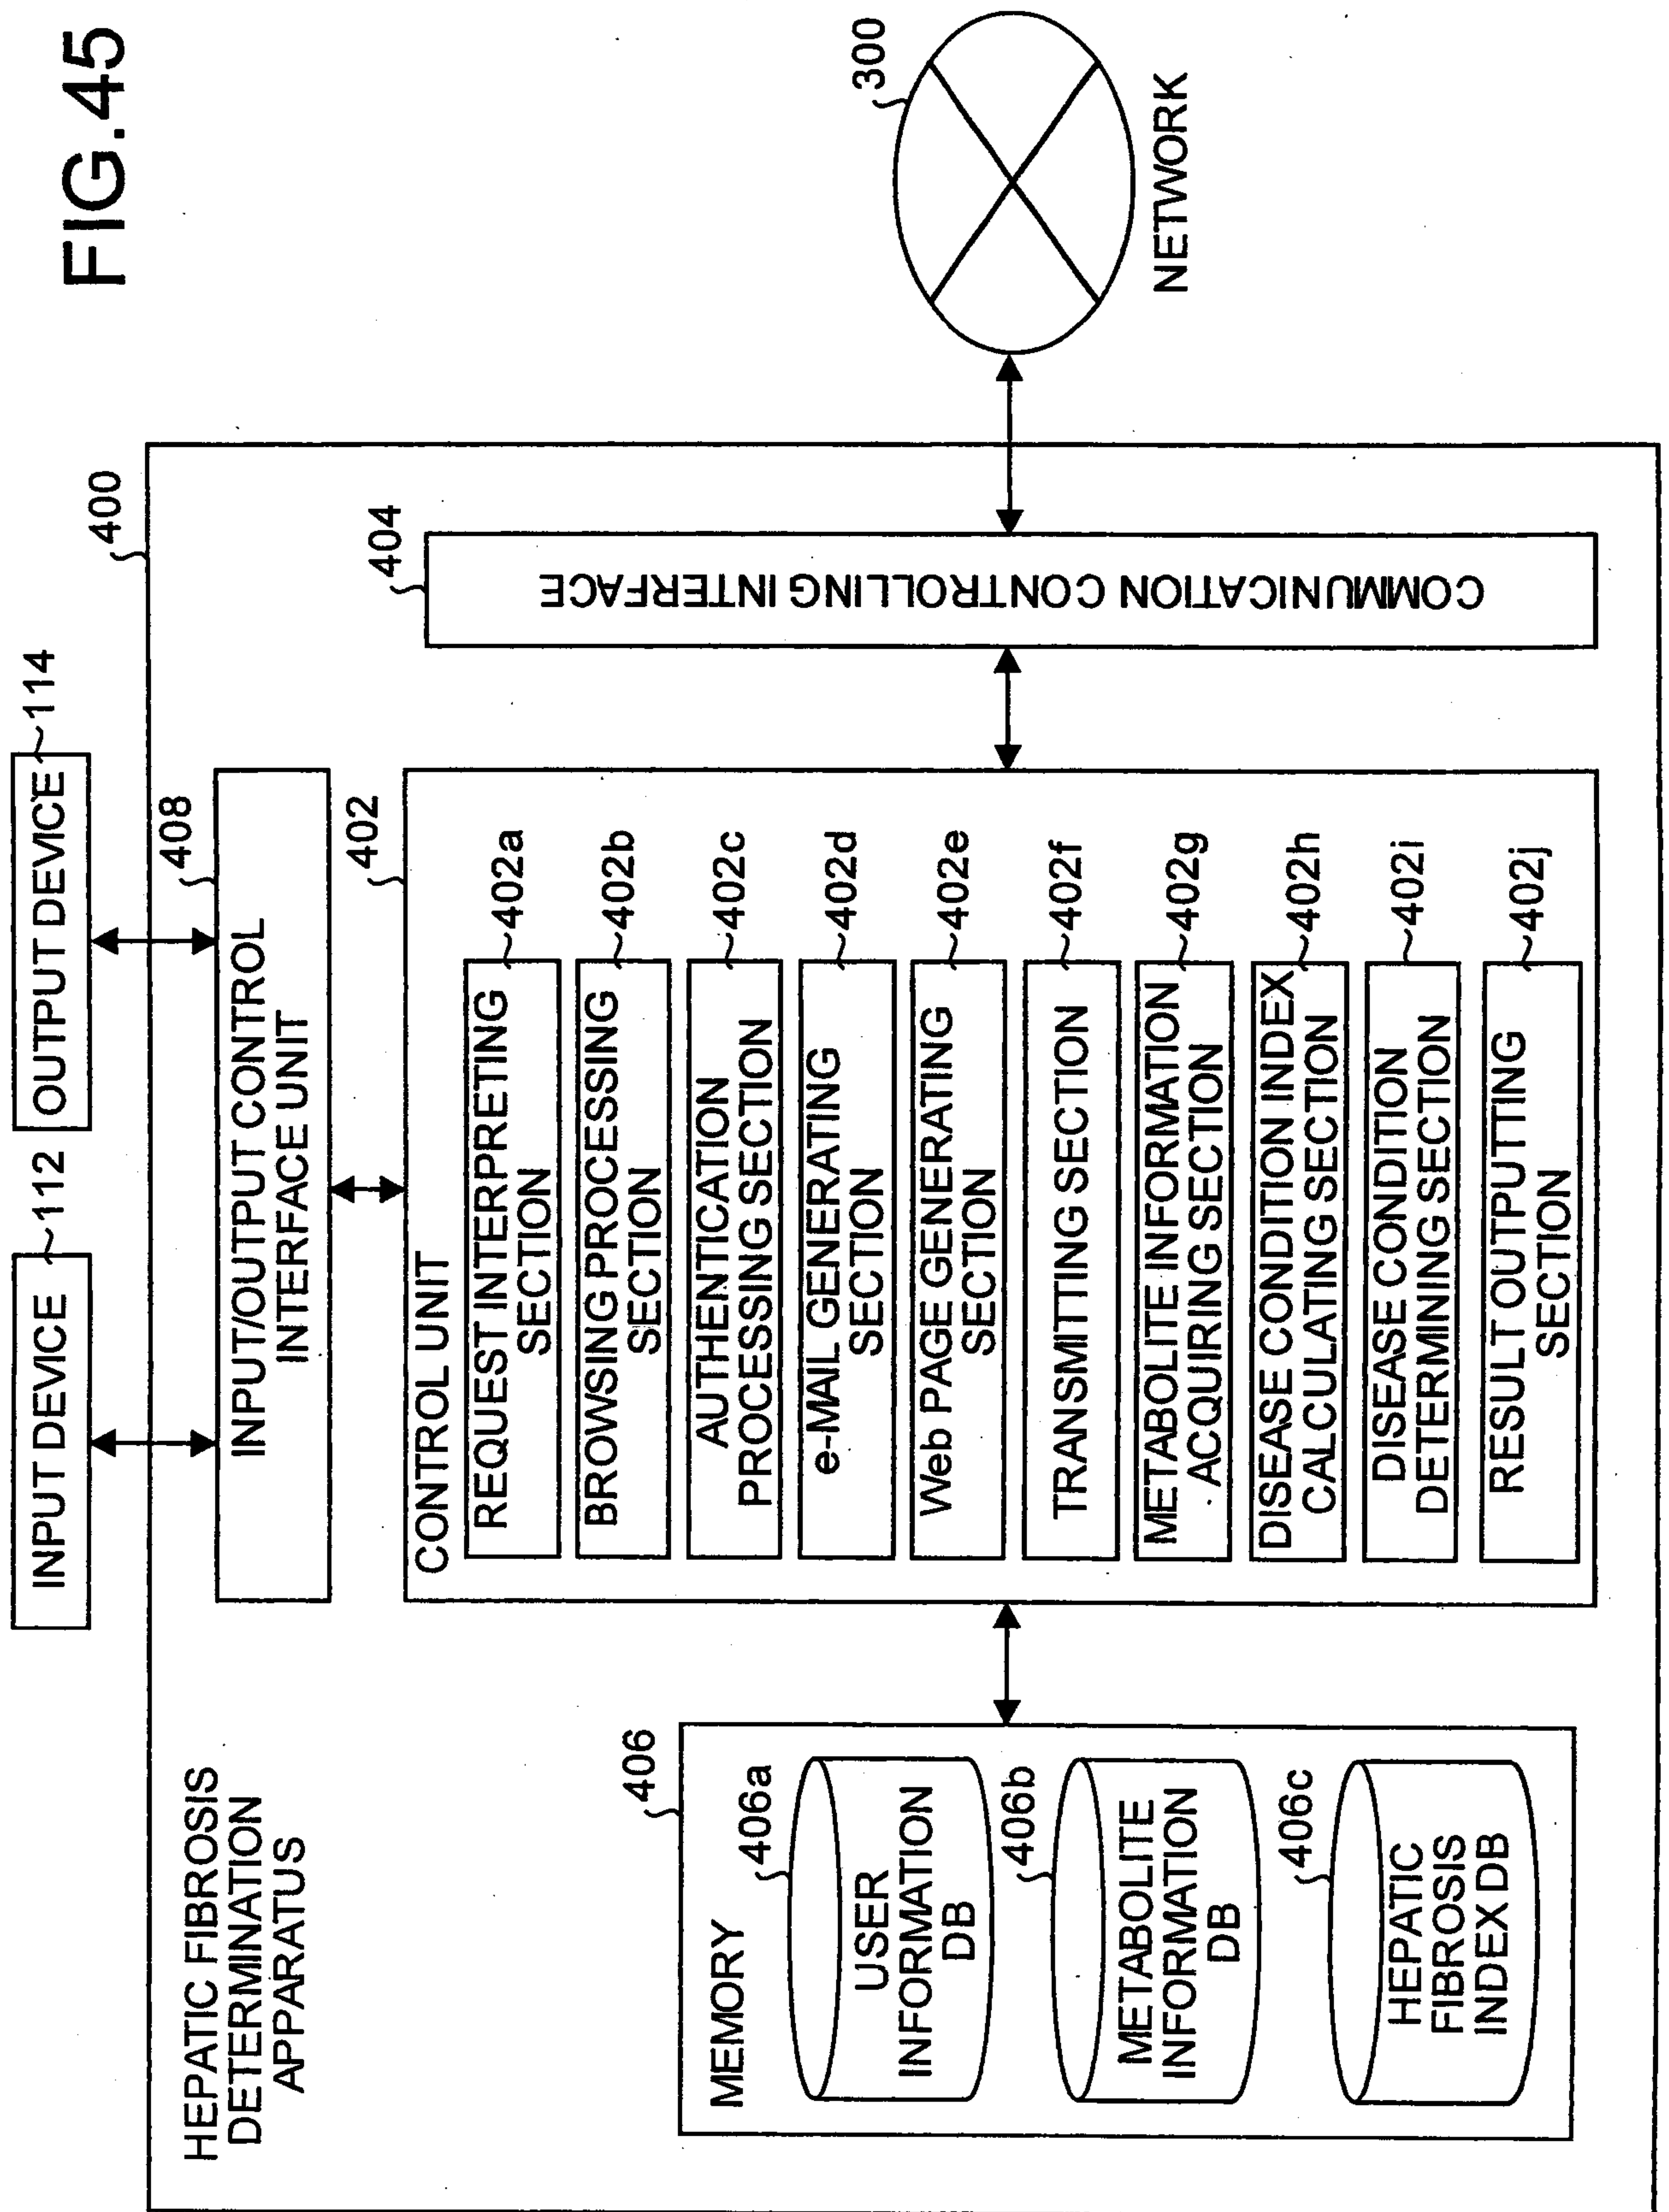 FIG.45
INPUT DEVICE
112
OUTPUT DEVICE
114
400
HEPATIC FIBROSIS
DETERMINATION
APPARATUS
408
INPUT/OUTPUT CONTROL
INTERFACE UNIT
402
CONTROL UNIT
REQUEST INTERPRETING
SECTION
402a
BROWSING PROCESSING
SECTION
402b
AUTHENTICATION
PROCESSING SECTION
402c
e-MAIL GENERATING
SECTION
402d
Web PAGE GENERATING
SECTION
402e
TRANSMITTING SECTION
402f
METABOLITE INFORMATION
ACQUIRING SECTION
402g
DISEASE CONDITION INDEX
CALCULATING SECTION
402h
DISEASE CONDITION
DETERMINING SECTION
402i
RESULT OUTPUTTING
SECTION
402j
406
MEMORY
406a
USER
INFORMATION
DB
406b
METABOLITE
INFORMATION
DB
406c
HEPATIC
FIBROSIS
INDEX DB
404
COMMUNICATION CONTROLLING INTERFACE
300
NETWORK